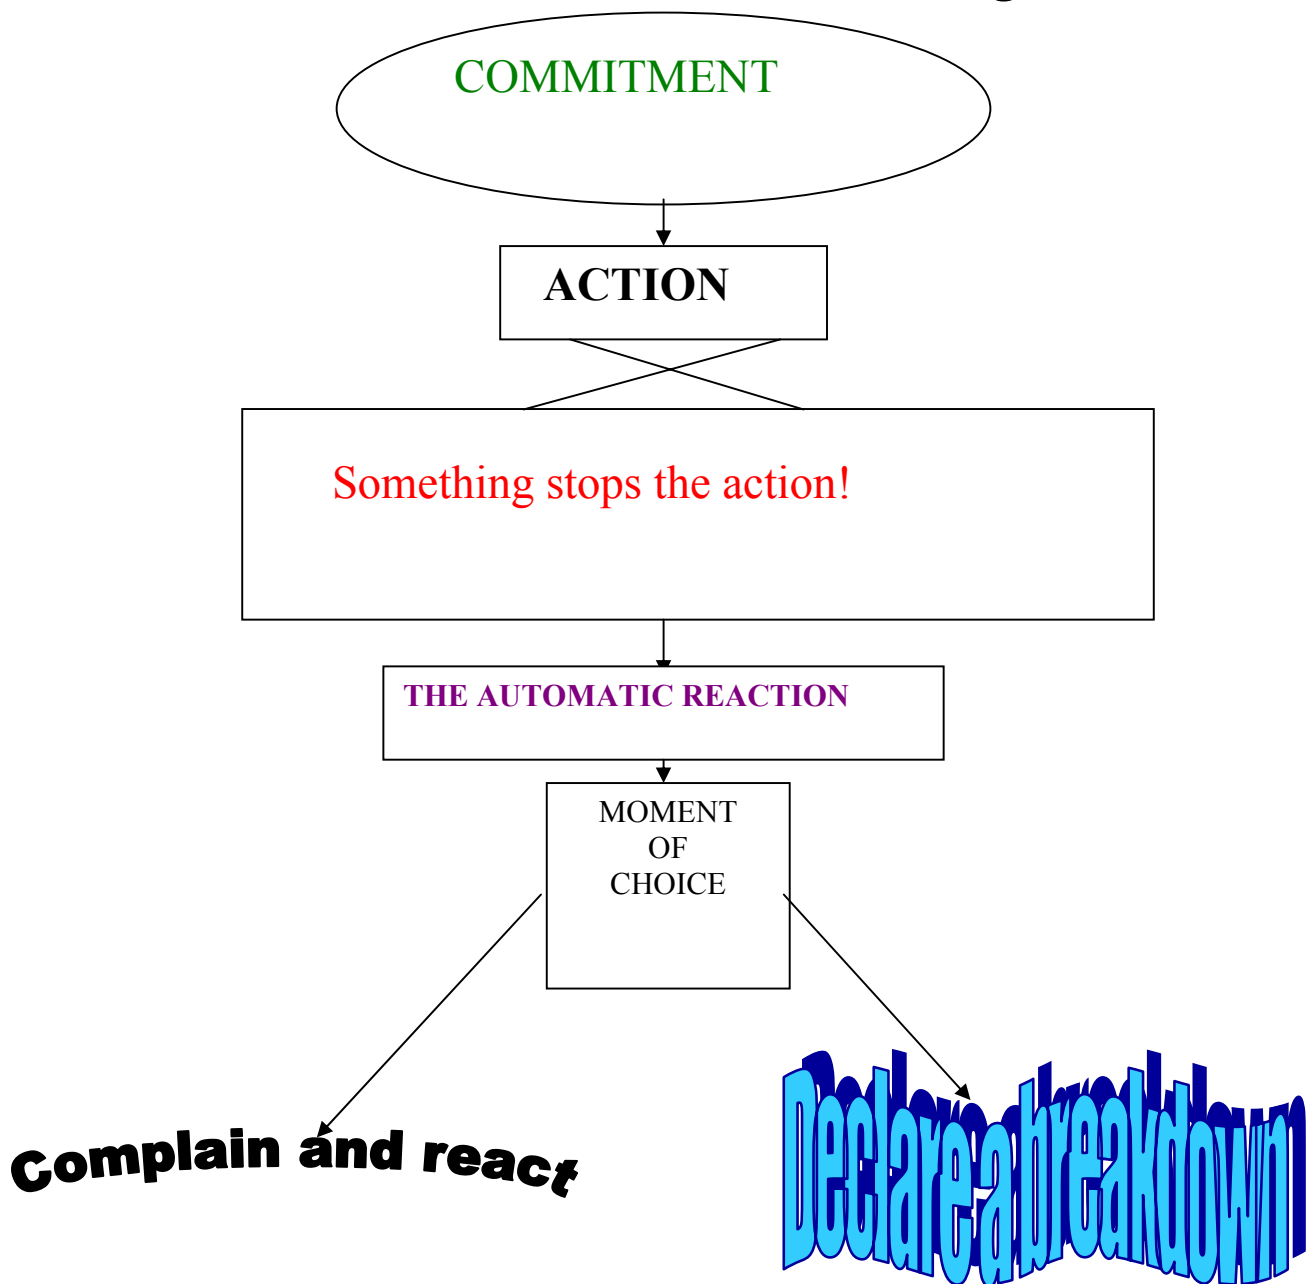 COMMITMENT
ACTION
Something stops the action!
THE AUTOMATIC REACTION
MOMENT
OF
CHOICE
Complain and react
Declare a breakdown